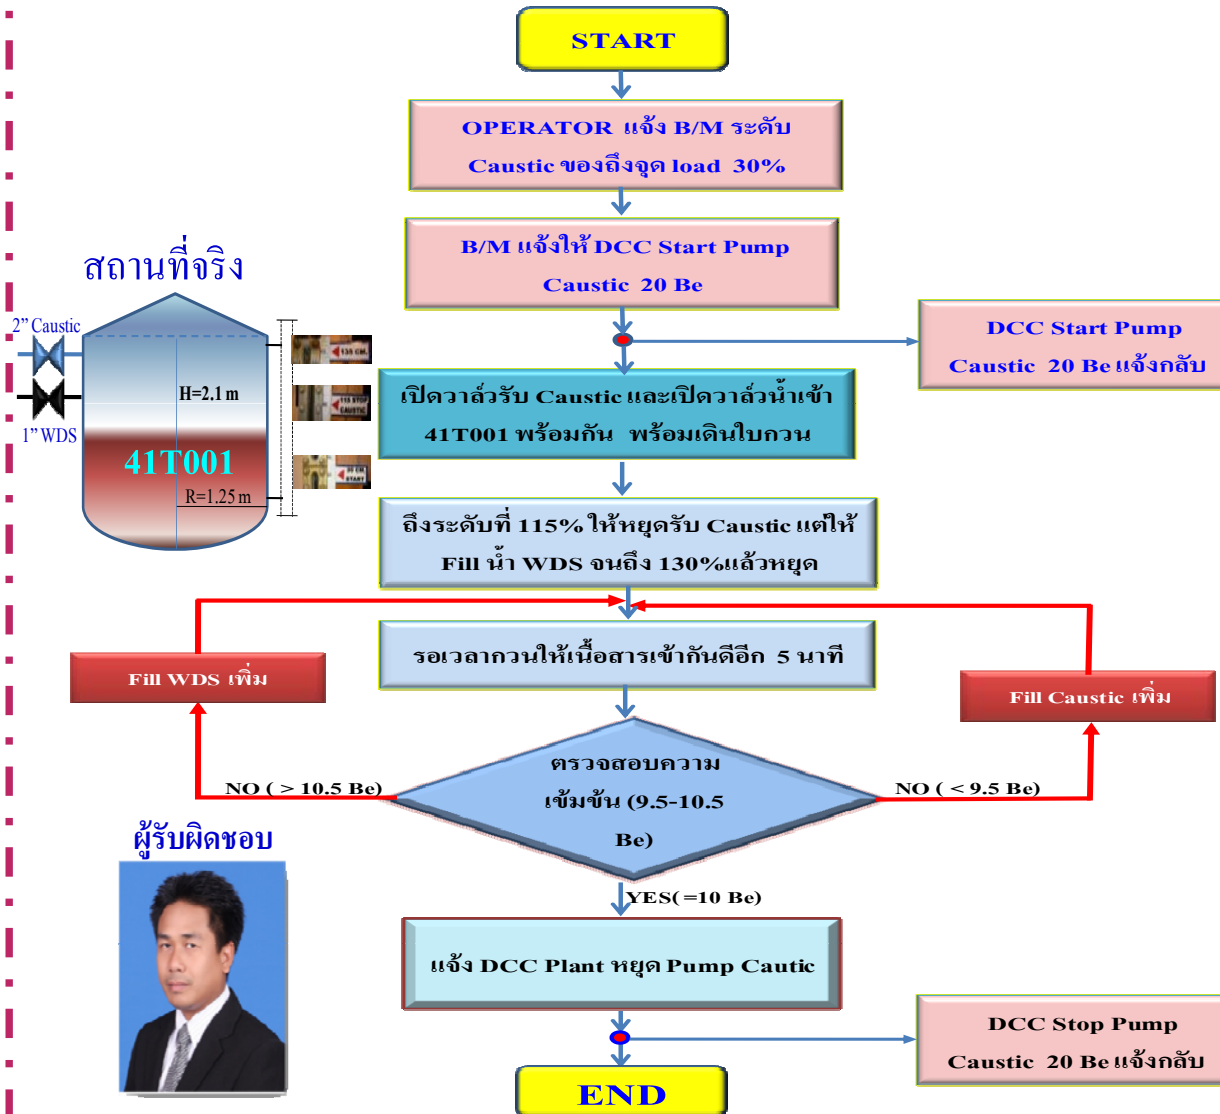 START
OPERATOR แจ้ง B/M ระดับ
Caustic ของถึงจุด load 30%
B/M แจ้งให้ DCC Start Pump
Caustic 20 Be
DCC Start Pump
Caustic 20 Be แจ้งกลับ
สถานที่จริง
2” Caustic
1” WDS
H=2.1 m
41T001
R=1.25 m
115 STOP
CAUSTIC
30 CM.
START
เปิดวาล์วรับ Caustic และเปิดวาล์วน้ำเข้า
41T001 พร้อมกัน พร้อมเดินใบกวน
ถึงระดับที่ 115% ให้หยุดรับ Caustic แต่ให้
Fill น้ำ WDS จนถึง 130%แล้วหยุด
รอเวลากวนให้เนื้อสารเข้ากันดีอีก 5 นาที
Fill WDS เพิ่ม
Fill Caustic เพิ่ม
ตรวจสอบความ
เข้มข้น (9.5-10.5
Be)
NO ( > 10.5 Be)
NO ( < 9.5 Be)
YES( =10 Be)
ผู้รับผิดชอบ
แจ้ง DCC Plant หยุด Pump Cautic
DCC Stop Pump
Caustic 20 Be แจ้งกลับ
END